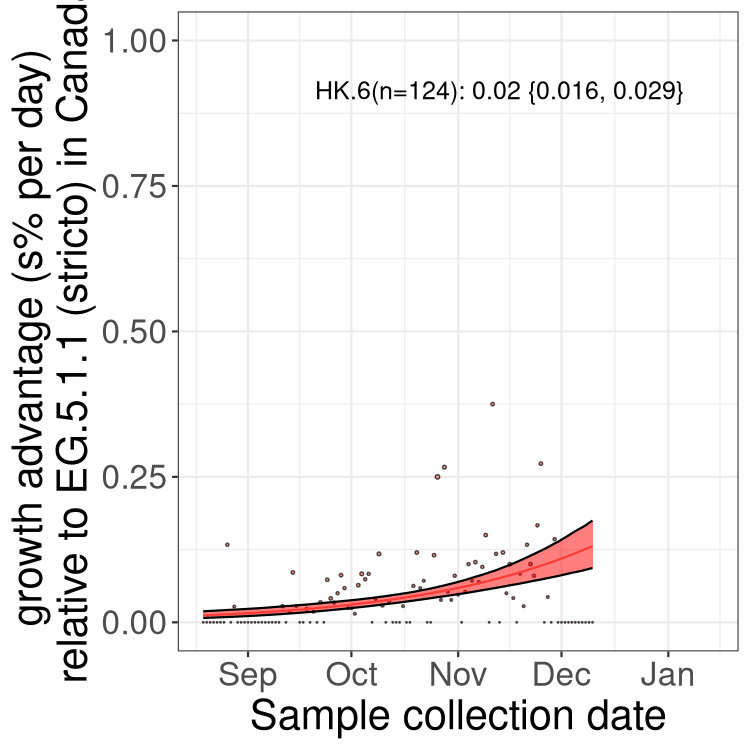 growth advantage (s% per day)
relative to EG.5.1.1 (stricto) in Canada
1.00
HK.6(n=124): 0.02 {0.016, 0.029}
0.75
0.50
0.25
0.00
Sep Oct Nov Dec Jan
Sample collection date